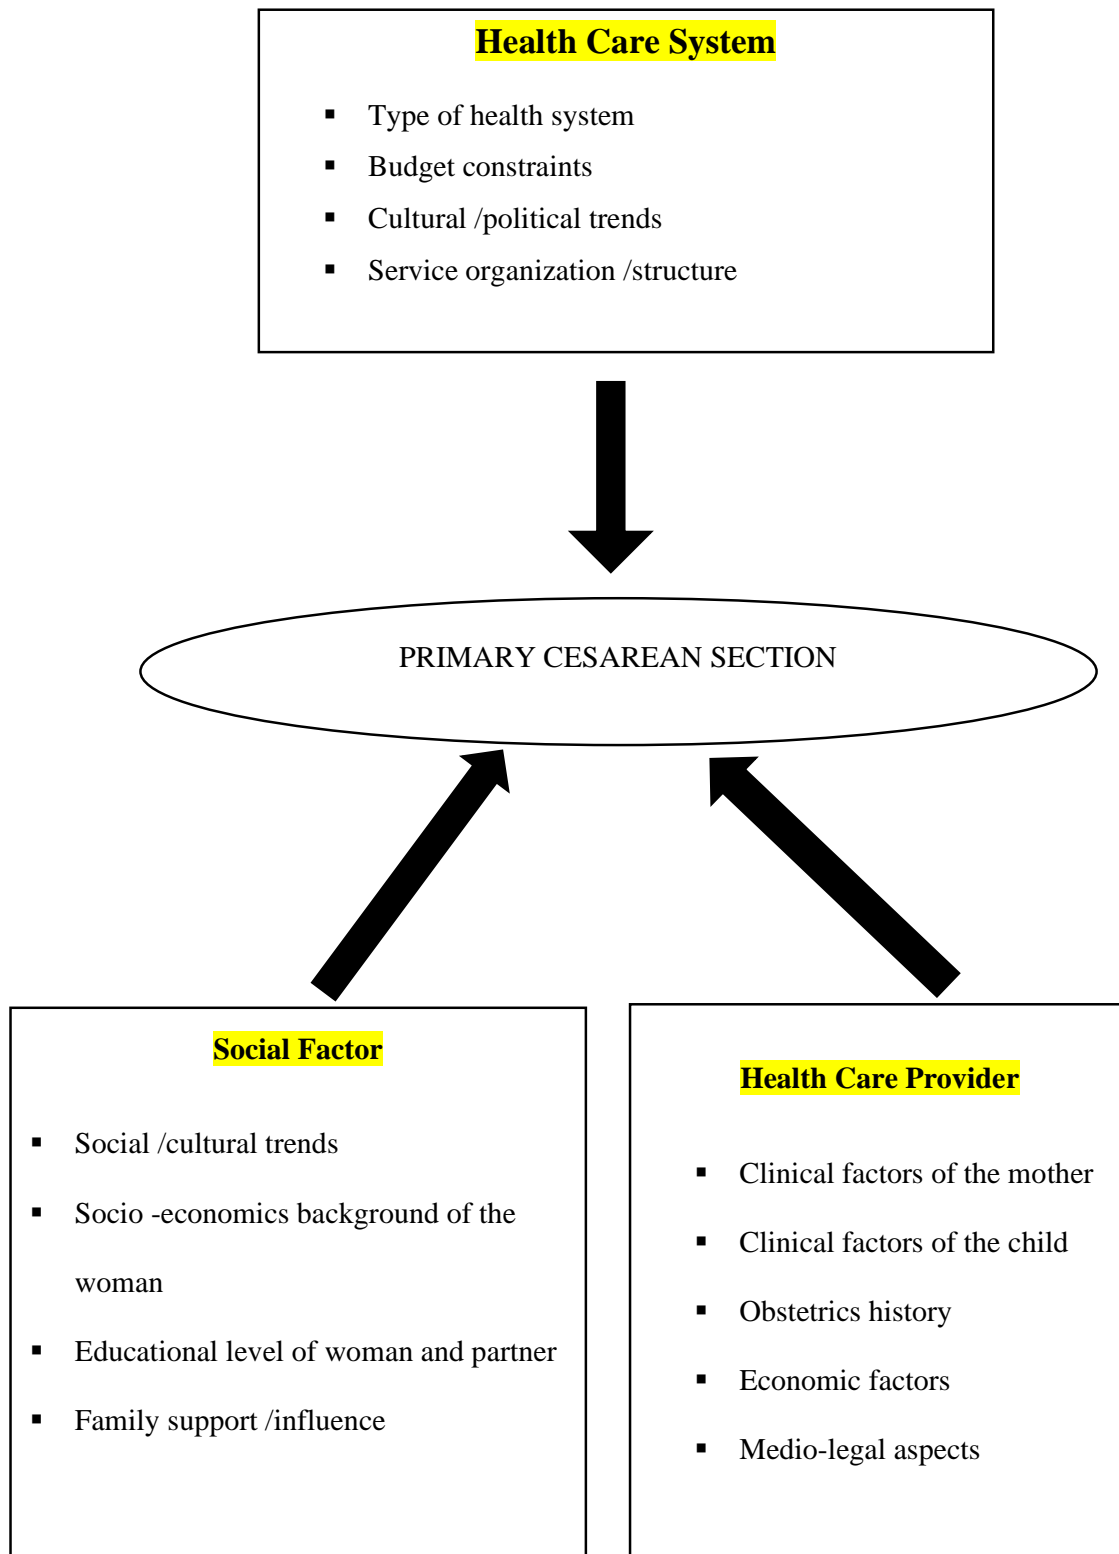 Health Care System
▪ Type of health system
▪ Budget constraints
▪ Cultural /political trends
▪ Service organization /structure
PRIMARY CESAREAN SECTION
Social Factor
▪ Social /cultural trends
▪ Socio -economics background of the
woman
▪ Educational level of woman and partner
▪ Family support /influence
Health Care Provider
▪ Clinical factors of the mother
▪ Clinical factors of the child
▪ Obstetrics history
▪ Economic factors
▪ Medio-legal aspects